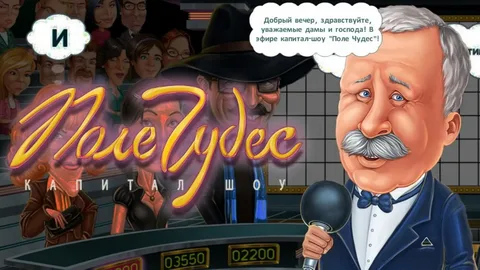 И
Добрый вечер, здравствуйте,
уважаемые дамы и господа! В
эфире капитал-шоу "Поле Чудес"!
Поле Чудес
КАПИТАЛ ШОУ
03550
02200